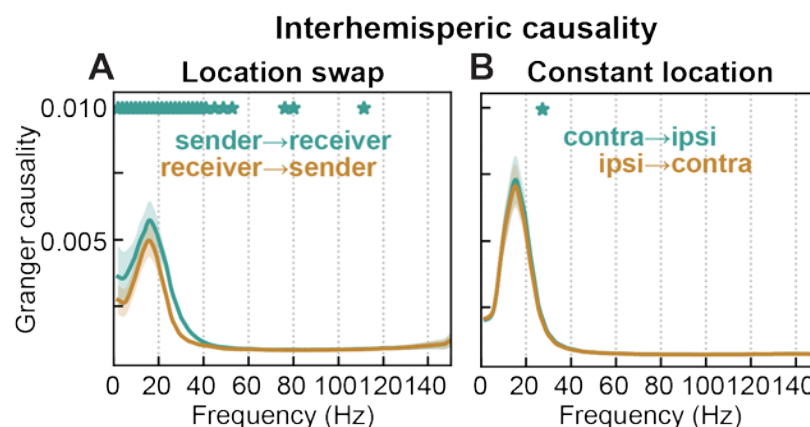 Interhemisperic causality
A Location swap
B Constant location
Granger causality
0.010
0.005
sender→receiver
receiver→sender
contra→ipsi
ipsi→contra
0 20 40 60 80 100 120 140
0 20 40 60 80 100 120 140
Frequency (Hz)
Frequency (Hz)